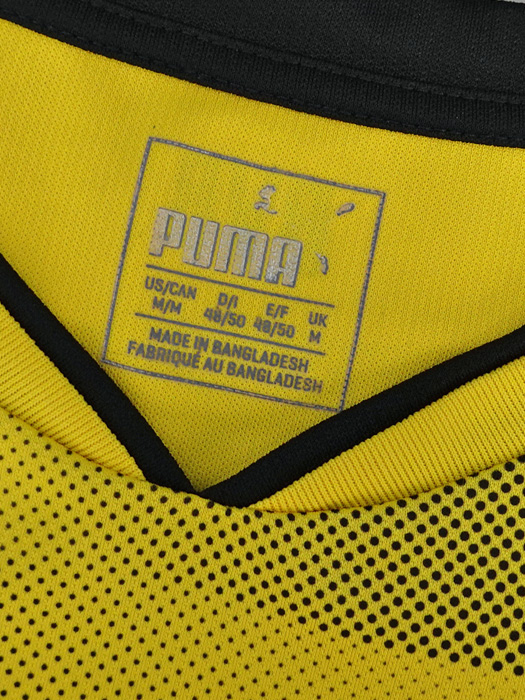 PUMA
US/CAN D/I E/F UK
M/M 48/50 48/50 M
MADE IN BANGLADESH
FABRIQUÉ AU BANGLADESH